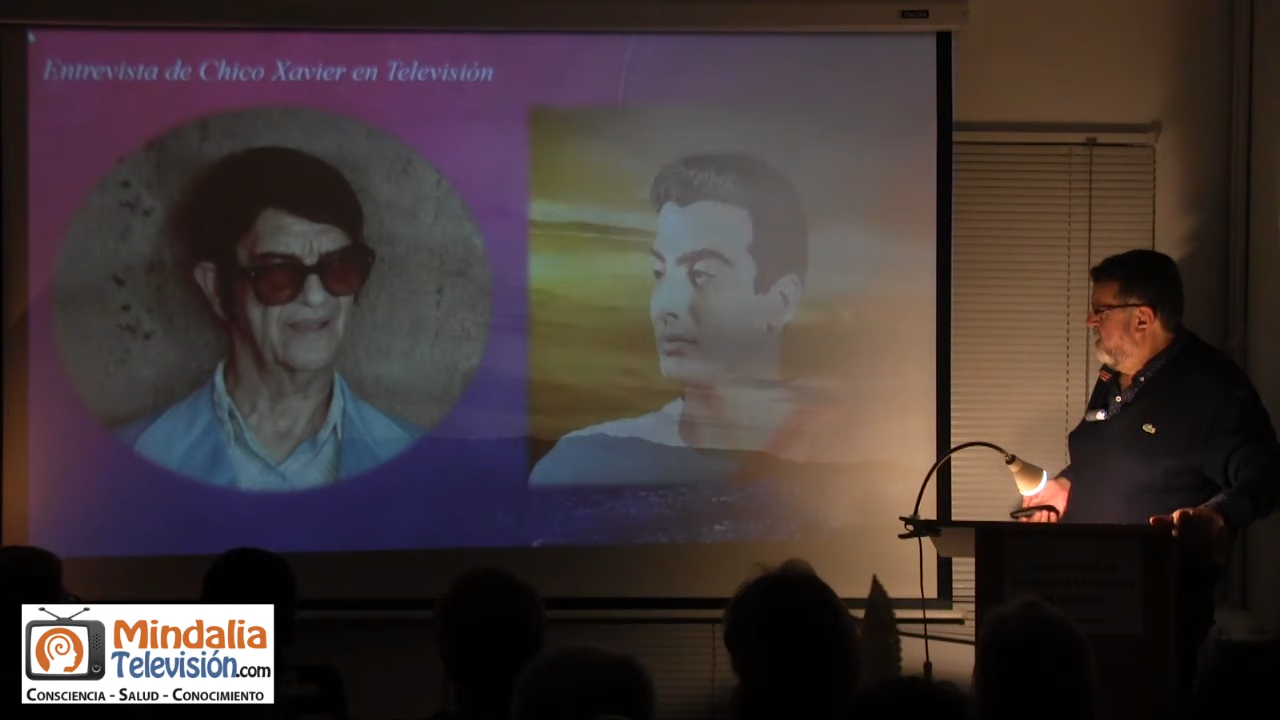 Entrevista de Chico Xavier en Televisión
Mindalia
Televisión.com
CONSCIENCIA - SALUD - CONOCIMIENTO